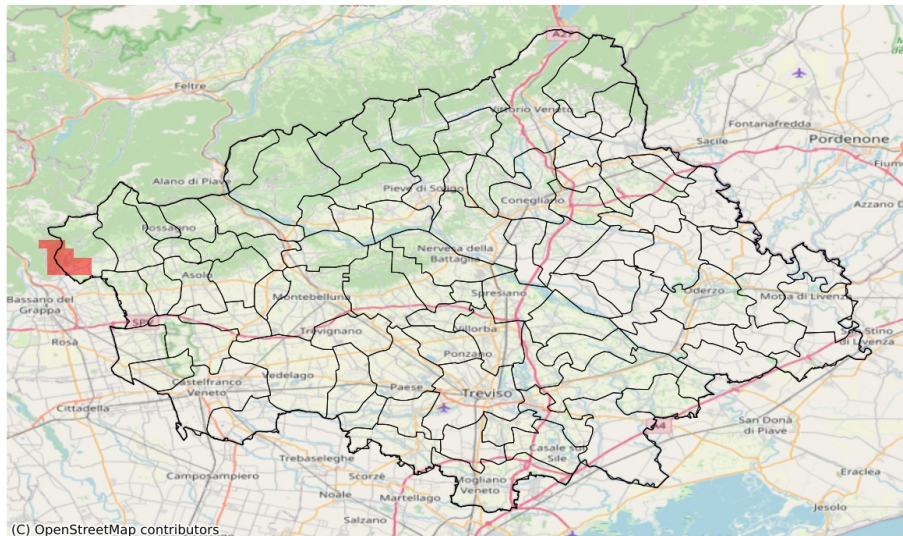 A27
Feltre
Vittorio Veneto
Fontanafredda
Sacile
Pordenone
Fiume
Alano di Piave
Pieve di Soligo
Conegliano
Azzano D
Possagno
Nervesa della
Battaglia
Asolo
Bassano del
Grappa
Montebelluna
Spresiano
Oderzo
Motta di Livenza
SPV
Rosà
Trevignano
Villorba
Sto Stino
di Livenza
Ponzano
Vedelago
Castelfranco
Veneto
Paese
Treviso
Cittadella
A4
San Donà
di Piave
Trebaseleghe
Casale sul
Sile
Camposampiero
Scorzè
Mogliano
Veneto
Eraclea
Noale
Martellago
Jesolo
Salzano
(C) OpenStreetMap contributors